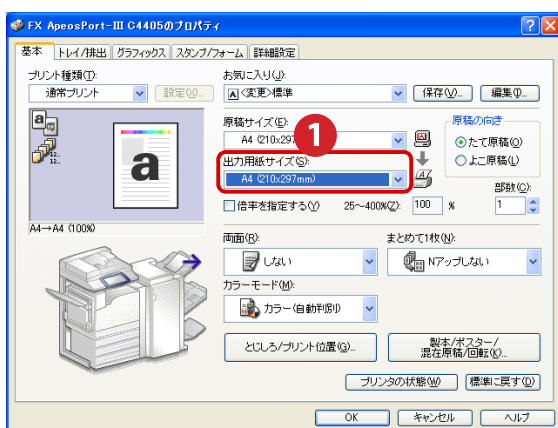 FX ApeosPort-III C4405のプロパティ
基本 トレイ/排出 グラフィックス スタンプ/フォーム 詳細設定
プリント種類(T):
通常プリント 設定(X)...
お気に入り(J):
<変更>標準 保存(V)... 編集(I)...
原稿サイズ(E):
A4 (210x297
1
原稿の向き
たて原稿(O)
よこ原稿(L)
出力用紙サイズ(S):
A4 (210x297mm)
部数(C):
倍率を指定する(Y) 25~400%(Z): 100 % 1
A4→A4 (100%)
両面(R):
しない
まとめて1枚(N):
Nアップしない
カラーモード(M):
カラー(自動判別)
とじしろ/プリント位置(G)...
製本/ポスター/
混在原稿/回転(K)...
プリンタの状態(W) 標準に戻す(D)
OK キャンセル ヘルプ